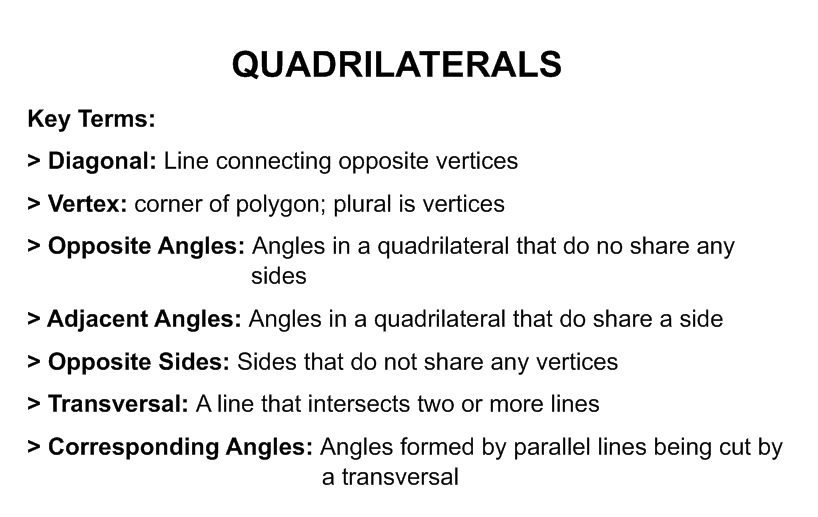 QUADRILATERALS
Key Terms:
> Diagonal: Line connecting opposite vertices
> Vertex: corner of polygon; plural is vertices
> Opposite Angles: Angles in a quadrilateral that do no share any
sides
> Adjacent Angles: Angles in a quadrilateral that do share a side
> Opposite Sides: Sides that do not share any vertices
> Transversal: A line that intersects two or more lines
> Corresponding Angles: Angles formed by parallel lines being cut by
a transversal